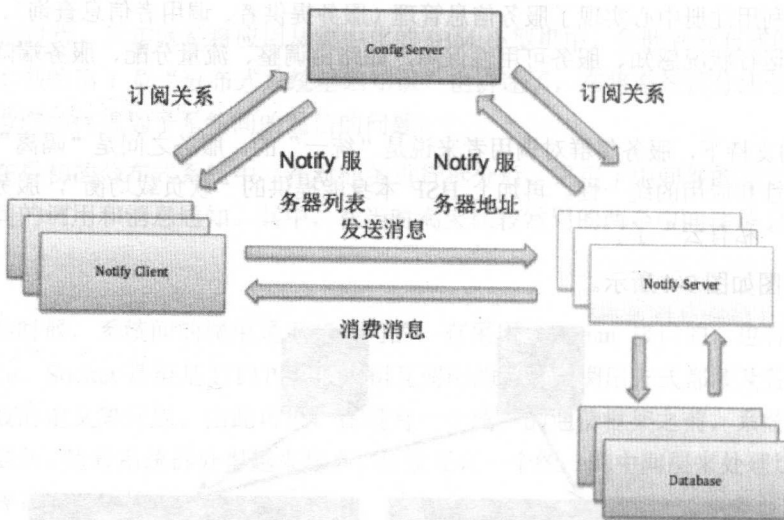 Config Server
订阅关系
订阅关系
Notify 服
务器列表
Notify 服
务器地址
发送消息
Notify Client
Notify Server
消费消息
Database